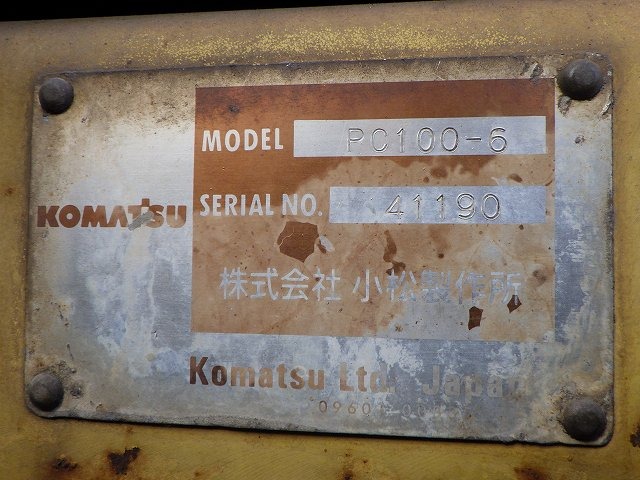 MODEL PC100-6
KOMATSU
SERIAL NO. 41190
株式会社 小松製作所
Komatsu Ltd. Japan